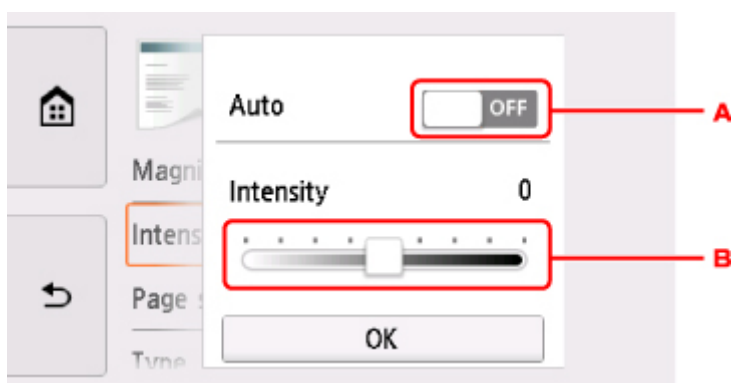 Auto OFF A
Magni
Intensity 0
Intens
B
Page
OK
Type